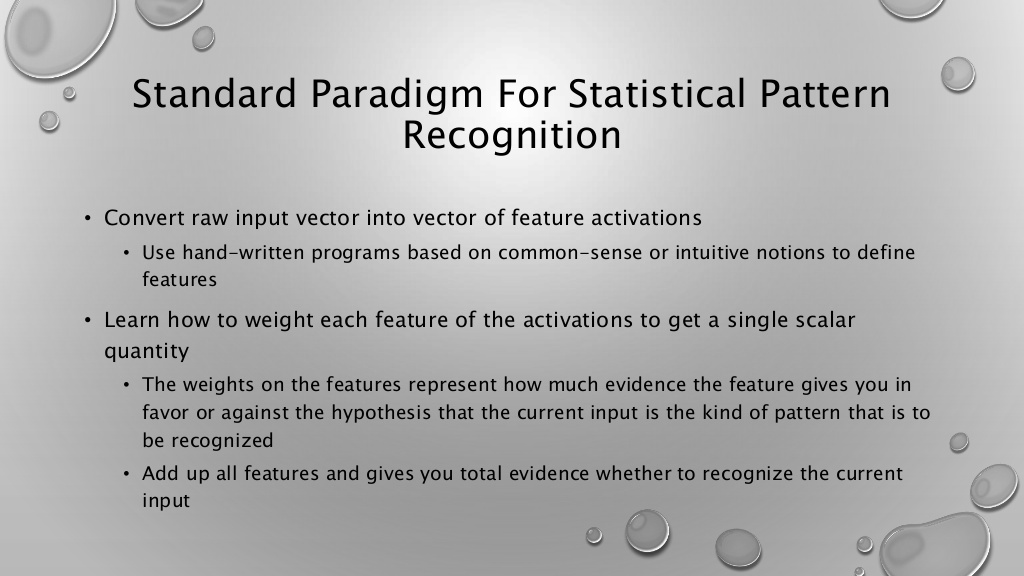 Standard Paradigm For Statistical Pattern
Recognition
• Convert raw input vector into vector of feature activations
• Use hand-written programs based on common-sense or intuitive notions to define
features
• Learn how to weight each feature of the activations to get a single scalar
quantity
• The weights on the features represent how much evidence the feature gives you in
favor or against the hypothesis that the current input is the kind of pattern that is to
be recognized
• Add up all features and gives you total evidence whether to recognize the current
input